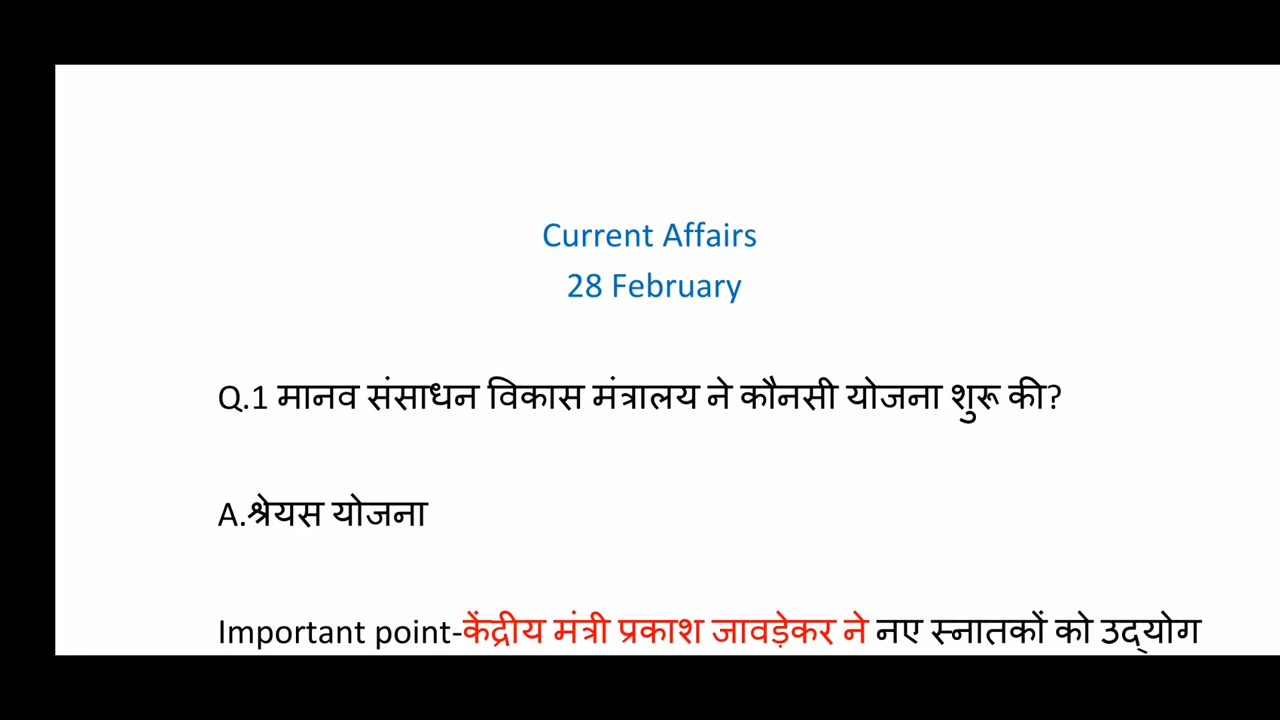 Current Affairs
28 February
Q.1 मानव संसाधन विकास मंत्रालय ने कौनसी योजना शुरू की?
A.श्रेयस योजना
Important point-केंद्रीय मंत्री प्रकाश जावड़ेकर ने नए स्नातकों को उद्योग